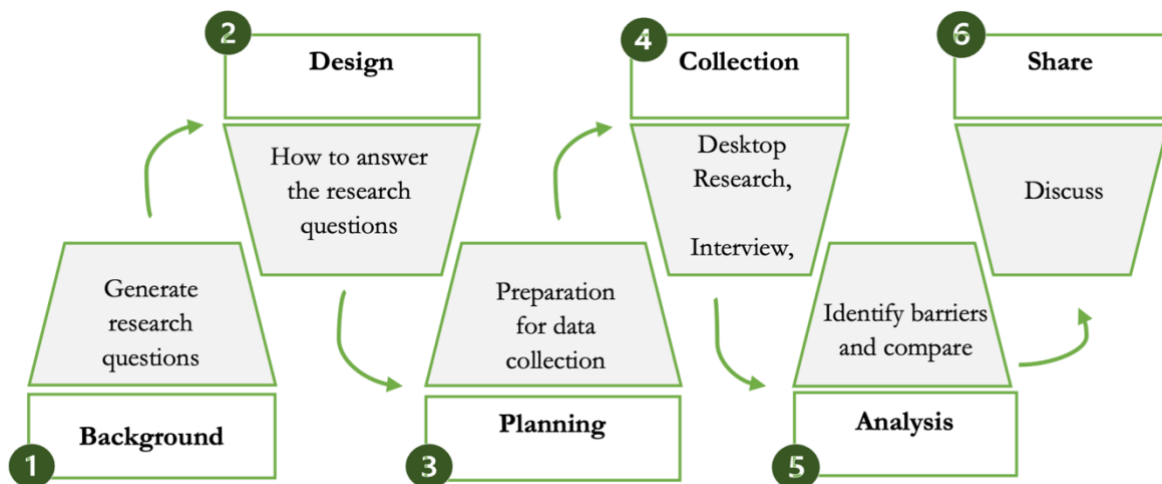 1
Background
Generate
research
questions
2
Design
How to answer
the research
questions
3
Planning
Preparation
for data
collection
4
Collection
Desktop
Research,
Interview,
5
Analysis
Identify barriers
and compare
6
Share
Discuss